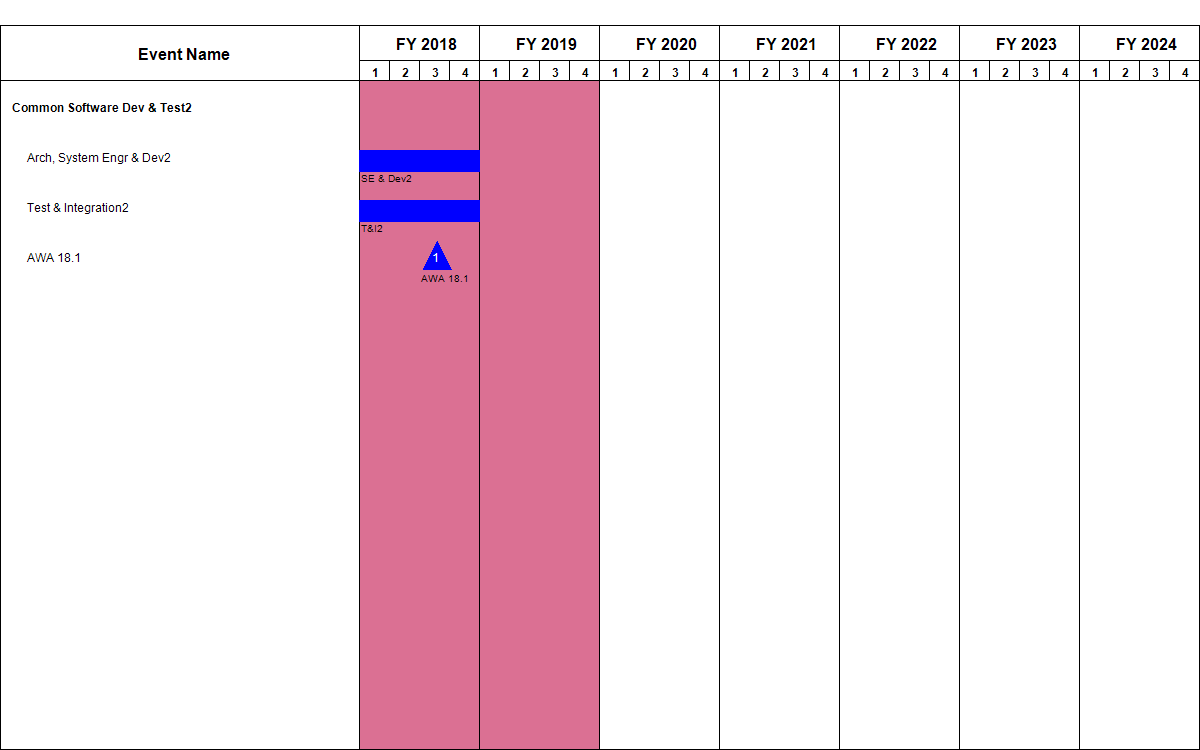 Event Name
FY 2018 FY 2019 FY 2020 FY 2021 FY 2022 FY 2023 FY 2024
1 2 3 4 1 2 3 4 1 2 3 4 1 2 3 4 1 2 3 4 1 2 3 4 1 2 3 4
Common Software Dev & Test2
Arch, System Engr & Dev2
SE & Dev2
Test & Integration2
T&I2
AWA 18.1
1
AWA 18.1